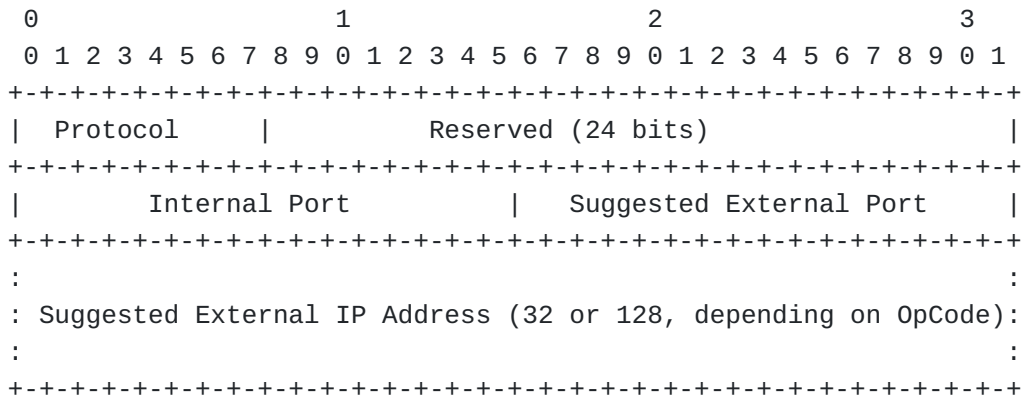 0                   1                   2                   3
 0 1 2 3 4 5 6 7 8 9 0 1 2 3 4 5 6 7 8 9 0 1 2 3 4 5 6 7 8 9 0 1
+-+-+-+-+-+-+-+-+-+-+-+-+-+-+-+-+-+-+-+-+-+-+-+-+-+-+-+-+-+-+-+-+
|  Protocol     |          Reserved (24 bits)                   |
+-+-+-+-+-+-+-+-+-+-+-+-+-+-+-+-+-+-+-+-+-+-+-+-+-+-+-+-+-+-+-+-+
|        Internal Port          |   Suggested External Port     |
+-+-+-+-+-+-+-+-+-+-+-+-+-+-+-+-+-+-+-+-+-+-+-+-+-+-+-+-+-+-+-+-+
:                                                               :
: Suggested External IP Address (32 or 128, depending on OpCode):
:                                                               :
+-+-+-+-+-+-+-+-+-+-+-+-+-+-+-+-+-+-+-+-+-+-+-+-+-+-+-+-+-+-+-+-+